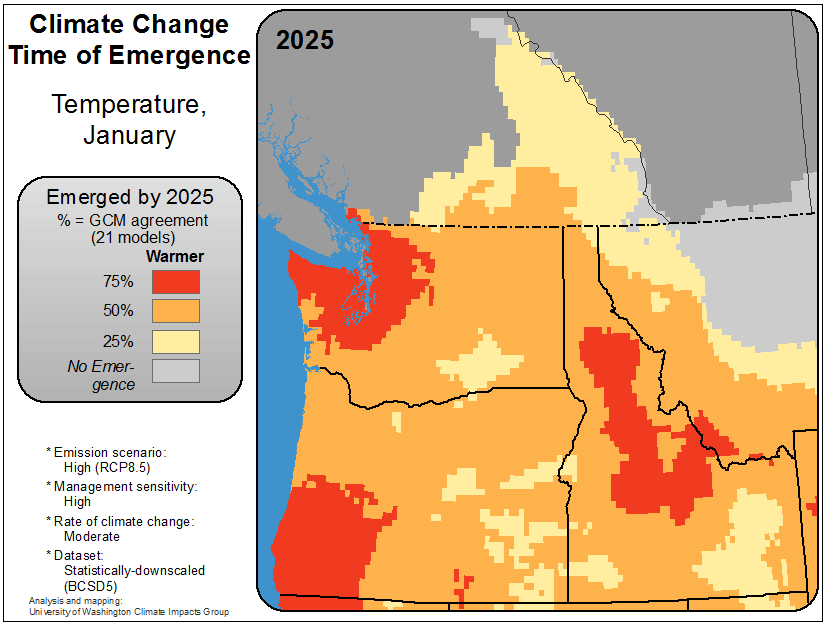 Climate Change
Time of Emergence
Temperature,
January
Emerged by 2025
% = GCM agreement
(21 models)
Warmer
75%
50%
25%
No Emer-
gence
* Emission scenario:
High (RCP8.5)
* Management sensitivity:
High
* Rate of climate change:
Moderate
* Dataset:
Statistically-downscaled
(BCSD5)
Analysis and mapping:
University of Washington Climate Impacts Group
2025